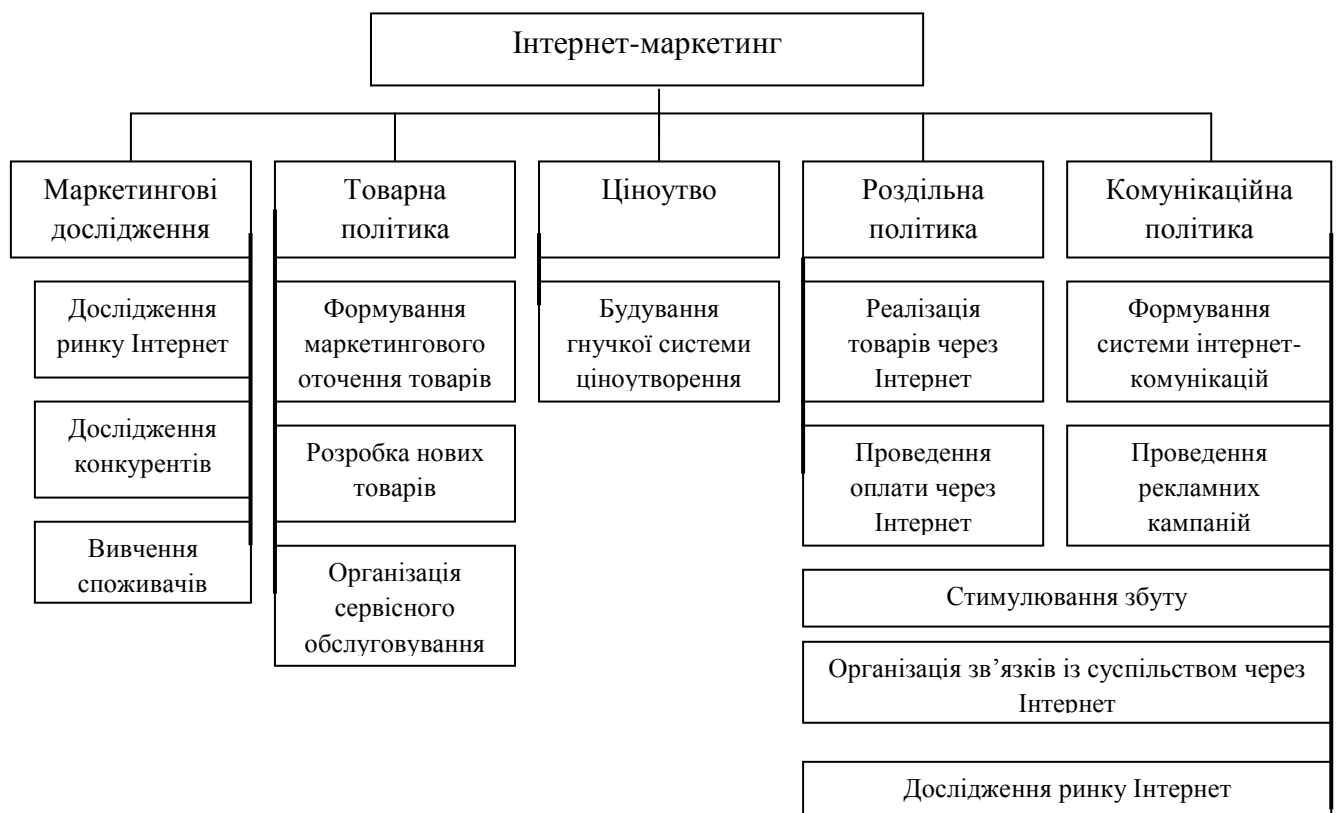 Інтернет-маркетинг
Маркетингові
дослідження
Дослідження
ринку Інтернет
Дослідження
конкурентів
Вивчення
споживачів
Товарна
політика
Формування
маркетингового
оточення товарів
Розробка нових
товарів
Організація
сервісного
обслуговування
Ціноутво
Будування
гнучкої системи
ціноутворення
Роздільна
політика
Реалізація
товарів через
Інтернет
Проведення
оплати через
Інтернет
Комунікаційна
політика
Формування
системи інтернет-
комунікацій
Проведення
рекламних
кампаній
Стимулювання збуту
Організація зв’язків із суспільством через
Інтернет
Дослідження ринку Інтернет